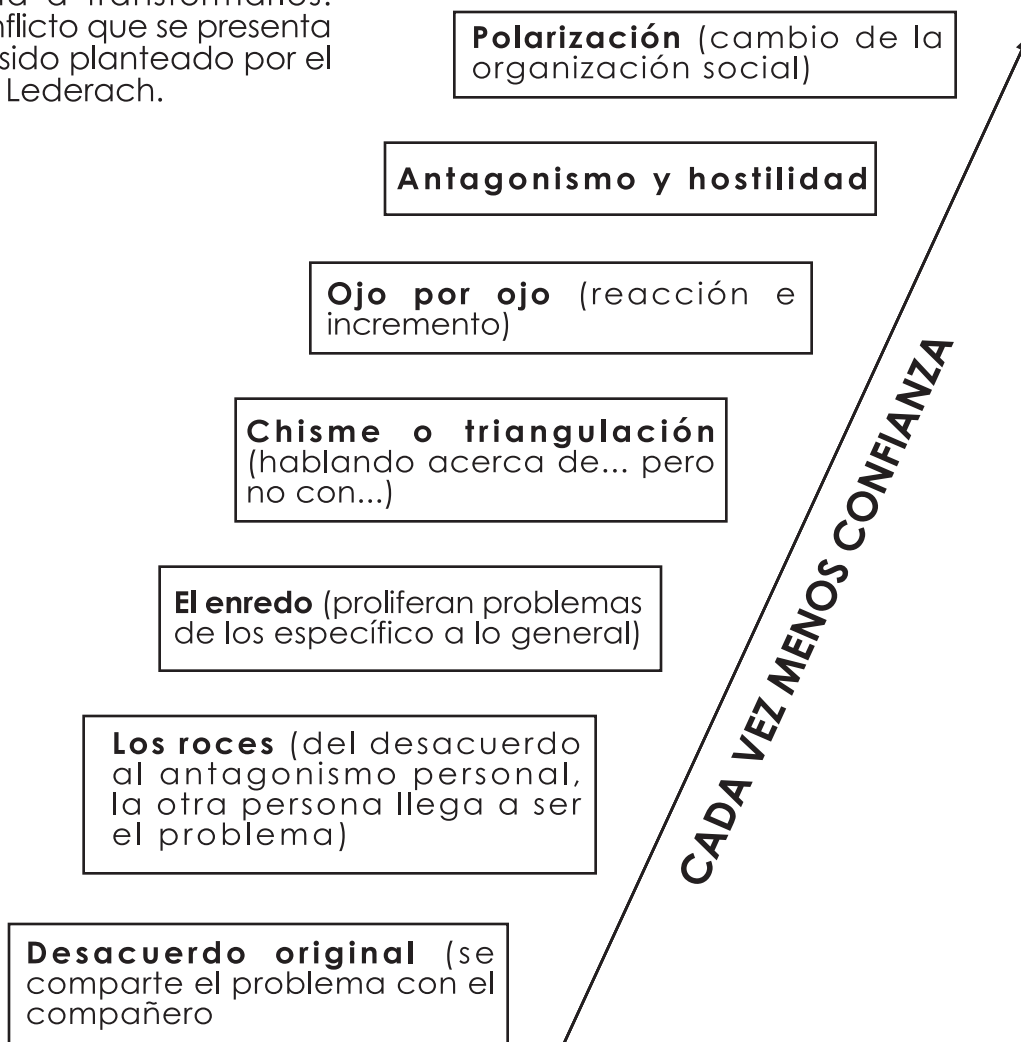 nflicto que se presenta
sido planteado por el
Lederach.
Polarización (cambio de la
organización social)
Antagonismo y hostilidad
Ojo por ojo (reacción e
incremento)
Chisme o triangulación
(hablando acerca de... pero
no con...)
El enredo (proliferan problemas
de los específico a lo general)
Los roces (del desacuerdo
al antagonismo personal,
la otra persona llega a ser
el problema)
Desacuerdo original (se
comparte el problema con el
compañero
CADA VEZ MENOS CONFIANZA